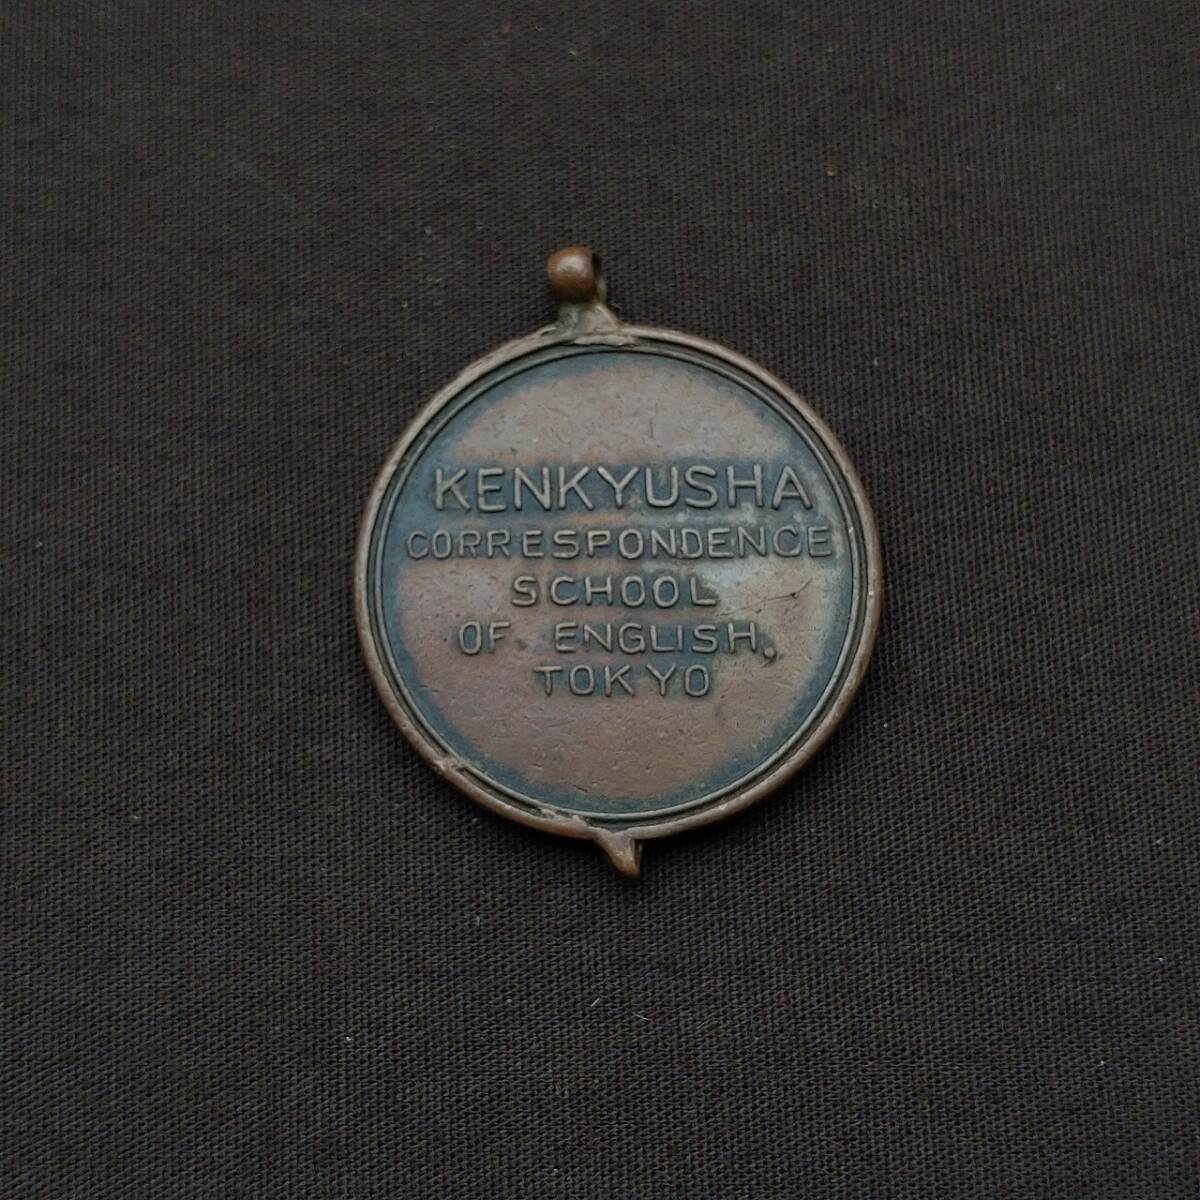 KENKYUSHA
CORRESPONDENCE
SCHOOL
OF ENGLISH,
TOKYO